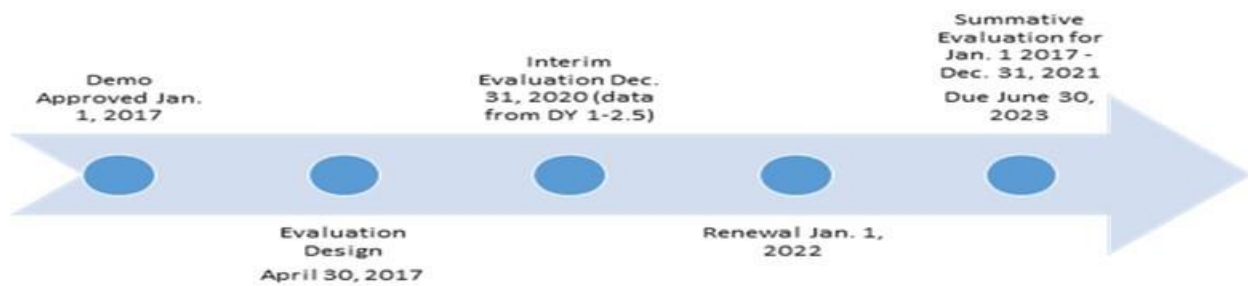 Demo
Approved Jan.
1, 2017
Evaluation
Design
April 30, 2017
Interim
Evaluation Dec.
31, 2020 (data
from DY 1-2.5)
Renewal Jan. 1,
2022
Summative
Evaluation for
Jan. 1 2017 -
Dec. 31, 2021
Due June 30,
2023